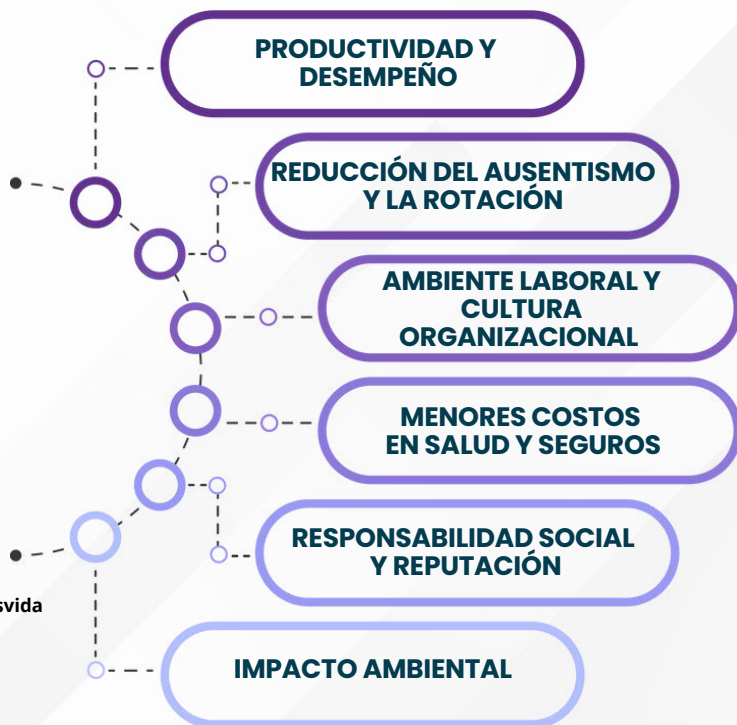 PRODUCTIVIDAD Y
DESEMPEÑO
REDUCCIÓN DEL AUSENTISMO
Y LA ROTACIÓN
AMBIENTE LABORAL Y
CULTURA
ORGANIZACIONAL
MENORES COSTOS
EN SALUD Y SEGUROS
RESPONSABILIDAD SOCIAL
Y REPUTACIÓN
svida
IMPACTO AMBIENTAL